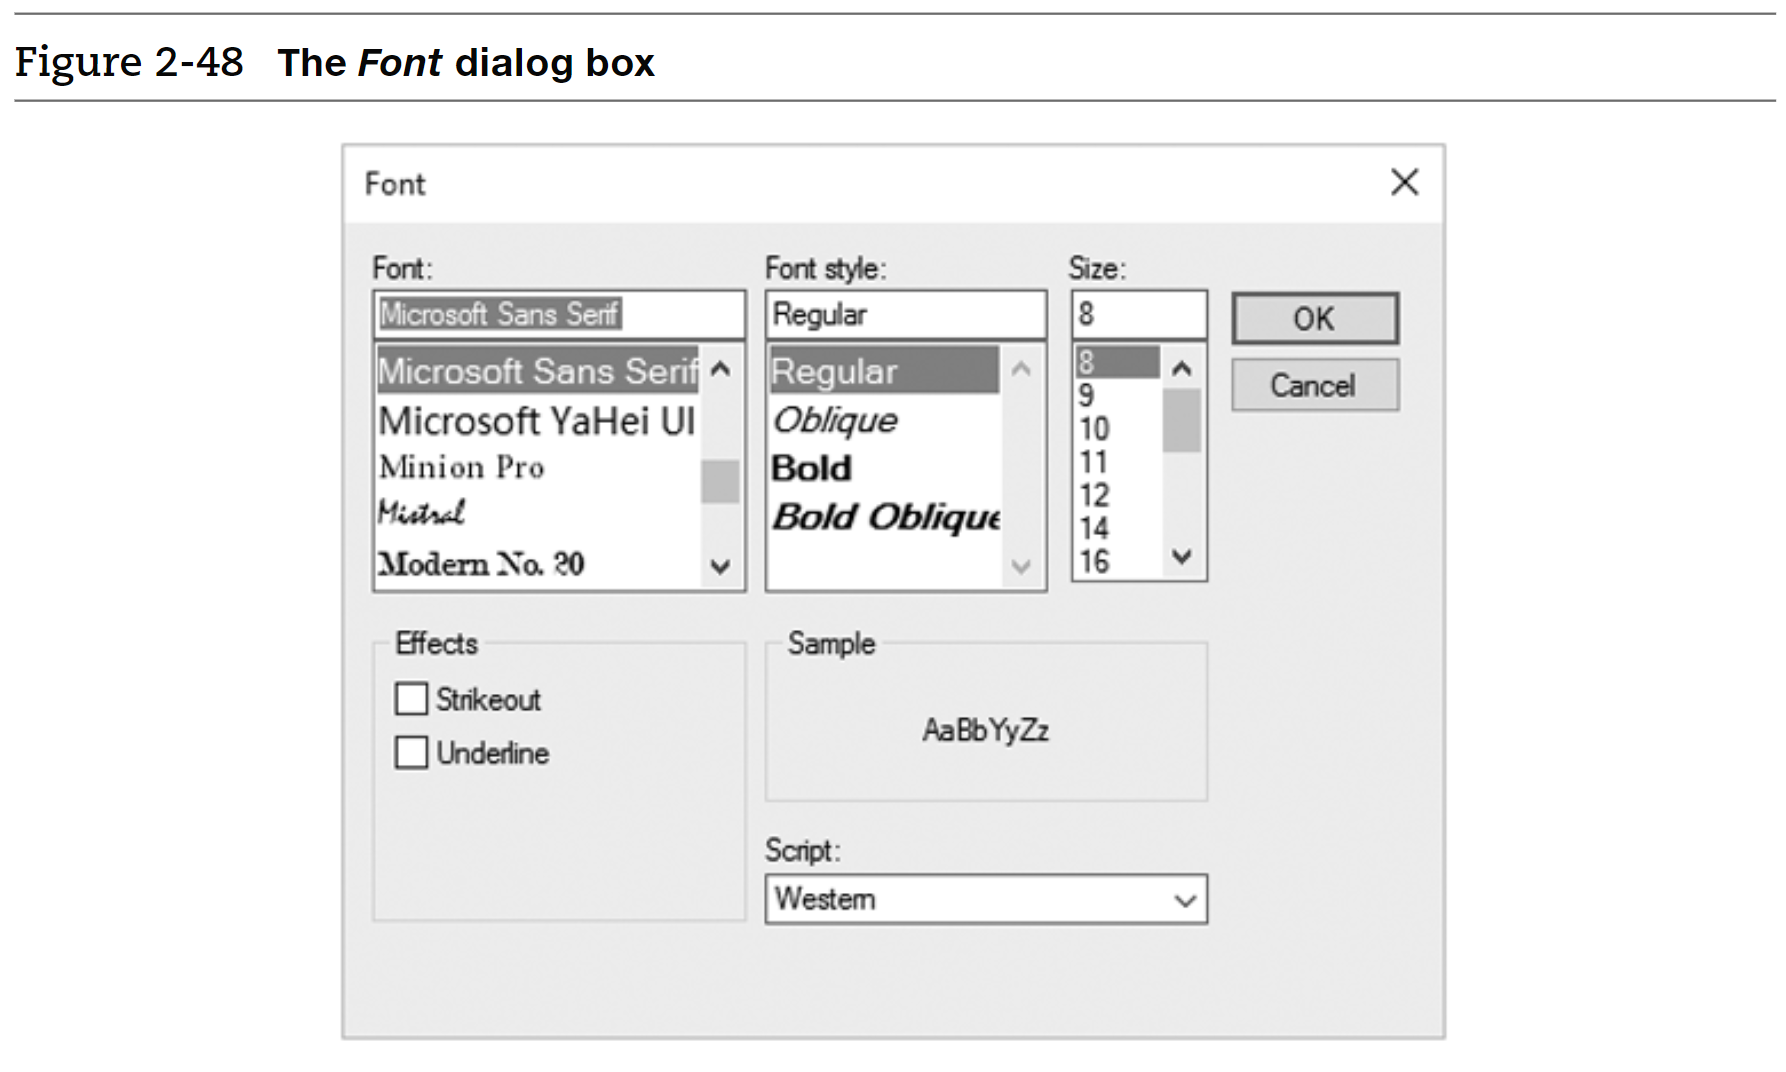 Figure 2-48 The Font dialog box
Font
Font:
Microsoft Sans Serif
Microsoft Sans Serif
Microsoft YaHei UI
Minion Pro
Mistral
Modern No. 20
Font style:
Regular
Regular
Oblique
Bold
Bold Oblique
Size:
8
8
9
10
11
12
14
16
OK
Cancel
Effects
Strikeout
Underline
Sample
AaBbYyZz
Script:
Western